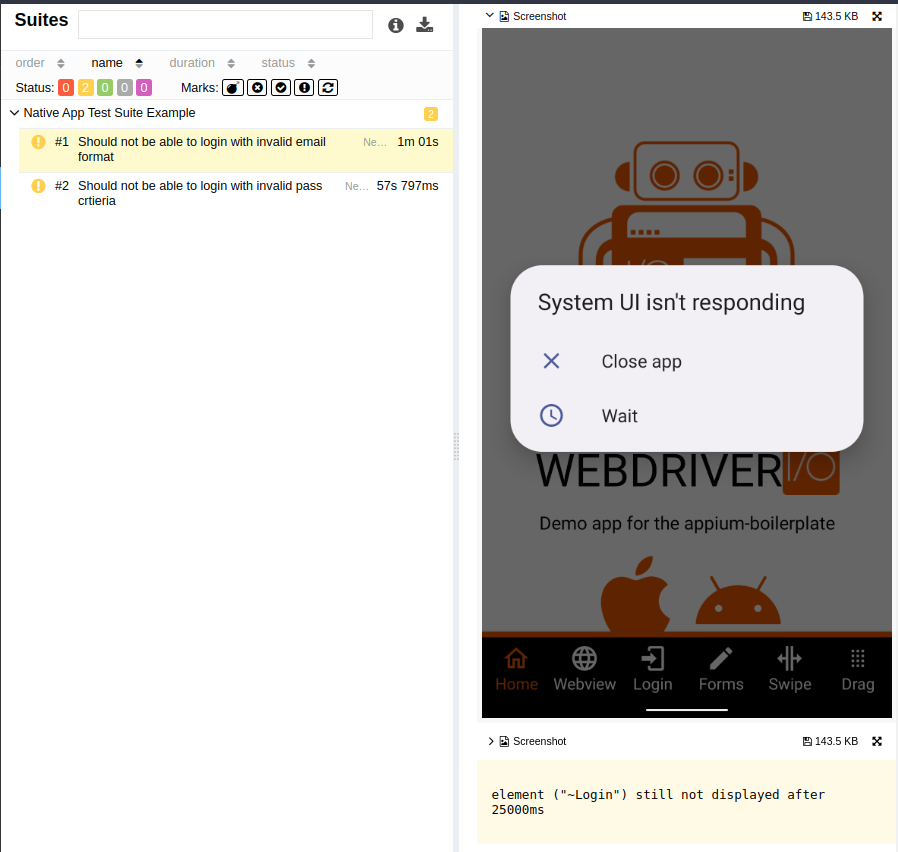 Suites
order name duration status
Status: 0 2 0 0 0 Marks:
Native App Test Suite Example 2
#1 Should not be able to login with invalid email Ne... 1m 01s
format
#2 Should not be able to login with invalid pass Ne... 57s 797ms
crtieria
Screenshot 143.5 KB
System UI isn't responding
Close app
Wait
WEBDRIVER I/O
Demo app for the appium-boilerplate
Home Webview Login Forms Swipe Drag
Screenshot 143.5 KB
element ("~Login") still not displayed after
25000ms